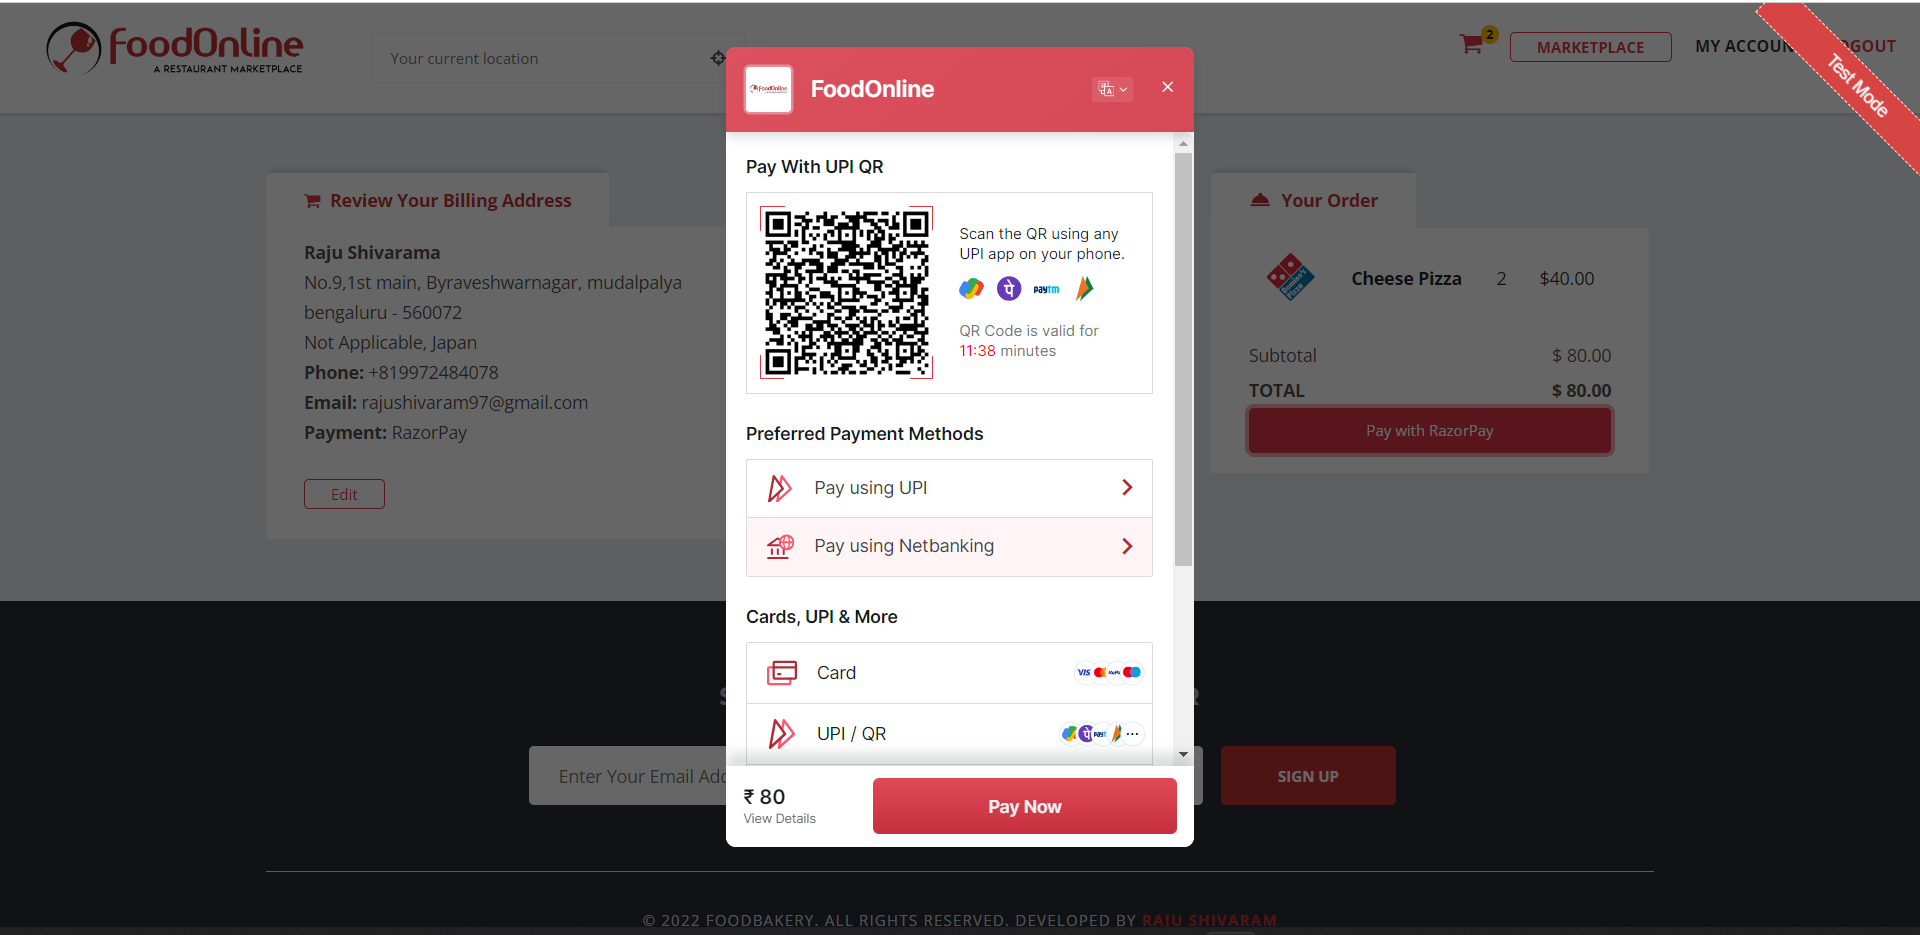 FoodOnline
A RESTAURANT MARKETPLACE
Your current location
2
MARKETPLACE
MY ACCOUN
GOUT
Test Mode
FoodOnline
Review Your Billing Address
Raju Shivarama
No.9,1st main, Byraveshwarnagar, mudalpalya
bengaluru - 560072
Not Applicable, Japan
Phone: +819972484078
Email: rajushivaram97@gmail.com
Payment: RazorPay
Edit
Pay With UPI QR
Scan the QR using any
UPI app on your phone.
paytm
QR Code is valid for
11:38 minutes
Preferred Payment Methods
Pay using UPI
Pay using Netbanking
Cards, UPI & More
Card
VISA
UPI / QR
₹ 80
View Details
Pay Now
Your Order
Domino's Pizza
Cheese Pizza 2 $40.00
Subtotal $ 80.00
TOTAL $ 80.00
Pay with RazorPay
Enter Your Email Add
SIGN UP
© 2022 FOODBAKERY. ALL RIGHTS RESERVED. DEVELOPED BY RAJU SHIVARAM